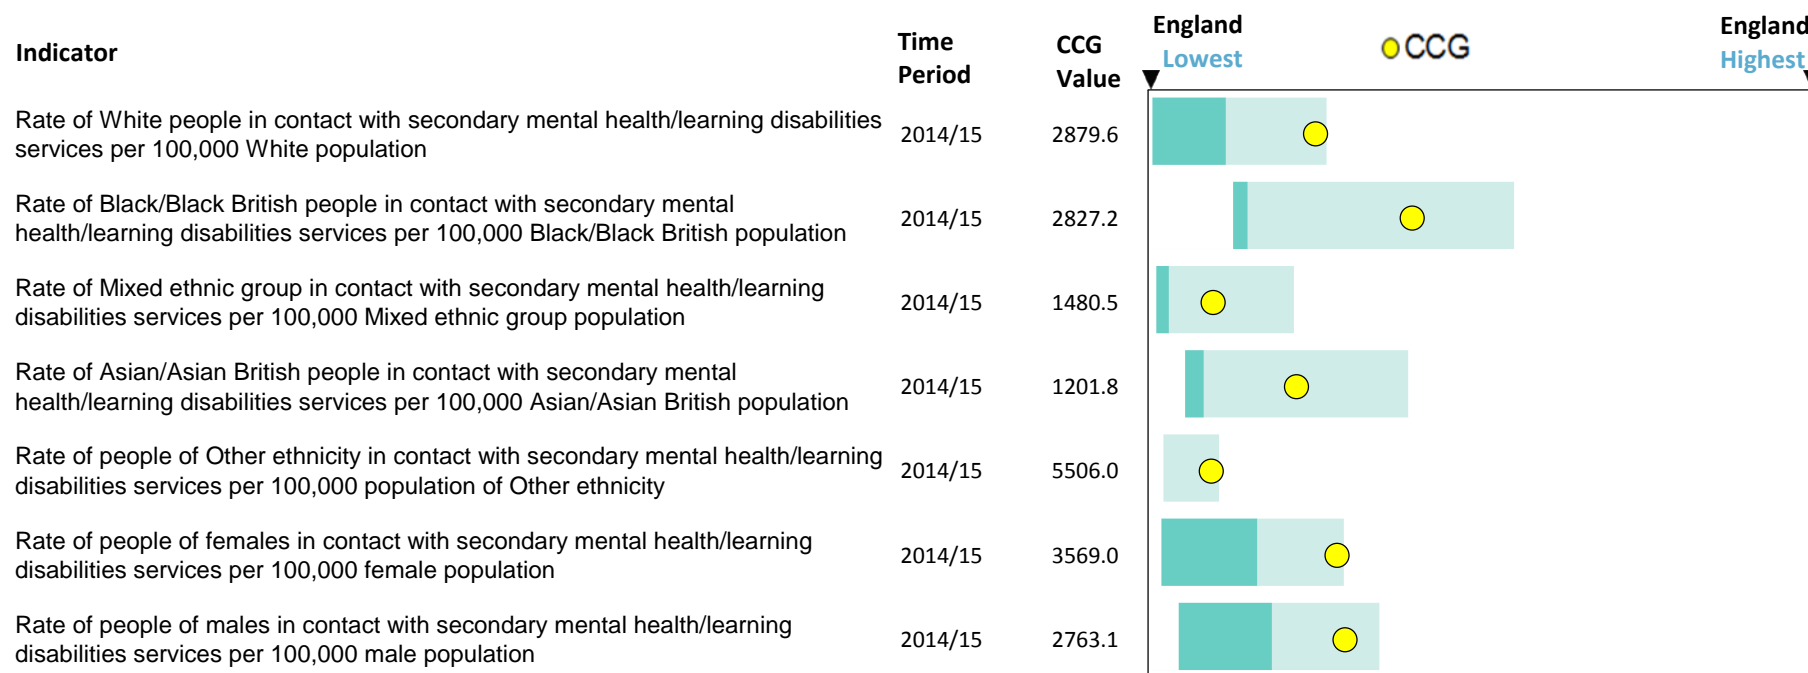 Indicator
Time
Period
CCG
Value
England
Lowest
CCG
England
Highest
Rate of White people in contact with secondary mental health/learning disabilities
services per 100,000 White population
2014/15
2879.6
Rate of Black/Black British people in contact with secondary mental
health/learning disabilities services per 100,000 Black/Black British population
2014/15
2827.2
Rate of Mixed ethnic group in contact with secondary mental health/learning
disabilities services per 100,000 Mixed ethnic group population
2014/15
1480.5
Rate of Asian/Asian British people in contact with secondary mental
health/learning disabilities services per 100,000 Asian/Asian British population
2014/15
1201.8
Rate of people of Other ethnicity in contact with secondary mental health/learning
disabilities services per 100,000 population of Other ethnicity
2014/15
5506.0
Rate of people of females in contact with secondary mental health/learning
disabilities services per 100,000 female population
2014/15
3569.0
Rate of people of males in contact with secondary mental health/learning
disabilities services per 100,000 male population
2014/15
2763.1